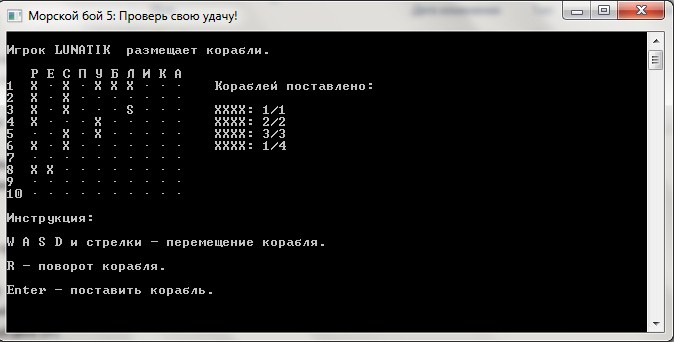 Морской бой 5: Проверь свою удачу!
Игрок LUNATIK размещает корабли.
Р Е С П У Б Л И К А
1 X · X · X X X · · · Кораблей поставлено:
2 X · X · · · · · · ·
3 X · X · · · S · · · XXXX: 1/1
4 X · · · X · · · · · XXXX: 2/2
5 · · X · X · · · · · XXXX: 3/3
6 X · X · · · · · · · XXXX: 1/4
7 · · · · · · · · · ·
8 X X · · · · · · · ·
9 · · · · · · · · · ·
10 · · · · · · · · · ·
Инструкция:
W A S D и стрелки - перемещение корабля.
R - поворот корабля.
Enter - поставить корабль.